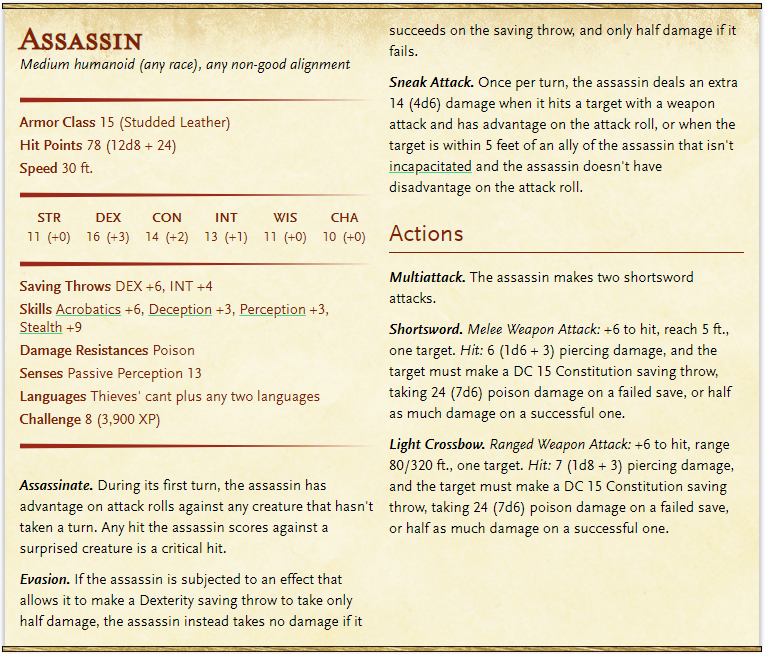 Assassin
Medium humanoid (any race), any non-good alignment
Armor Class 15 (Studded Leather)
Hit Points 78 (12d8 + 24)
Speed 30 ft.
STR DEX CON INT WIS CHA
11 (+0) 16 (+3) 14 (+2) 13 (+1) 11 (+0) 10 (+0)
Saving Throws DEX +6, INT +4
Skills Acrobatics +6, Deception +3, Perception +3,
Stealth +9
Damage Resistances Poison
Senses Passive Perception 13
Languages Thieves' cant plus any two languages
Challenge 8 (3,900 XP)
Assassinate. During its first turn, the assassin has
advantage on attack rolls against any creature that hasn't
taken a turn. Any hit the assassin scores against a
surprised creature is a critical hit.
Evasion. If the assassin is subjected to an effect that
allows it to make a Dexterity saving throw to take only
half damage, the assassin instead takes no damage if it
succeeds on the saving throw, and only half damage if it
fails.
Sneak Attack. Once per turn, the assassin deals an extra
14 (4d6) damage when it hits a target with a weapon
attack and has advantage on the attack roll, or when the
target is within 5 feet of an ally of the assassin that isn't
incapacitated and the assassin doesn't have
disadvantage on the attack roll.
Actions
Multiattack. The assassin makes two shortsword
attacks.
Shortsword. Melee Weapon Attack: +6 to hit, reach 5 ft.,
one target. Hit: 6 (1d6 + 3) piercing damage, and the
target must make a DC 15 Constitution saving throw,
taking 24 (7d6) poison damage on a failed save, or half
as much damage on a successful one.
Light Crossbow. Ranged Weapon Attack: +6 to hit, range
80/320 ft., one target. Hit: 7 (1d8 + 3) piercing damage,
and the target must make a DC 15 Constitution saving
throw, taking 24 (7d6) poison damage on a failed save,
or half as much damage on a successful one.